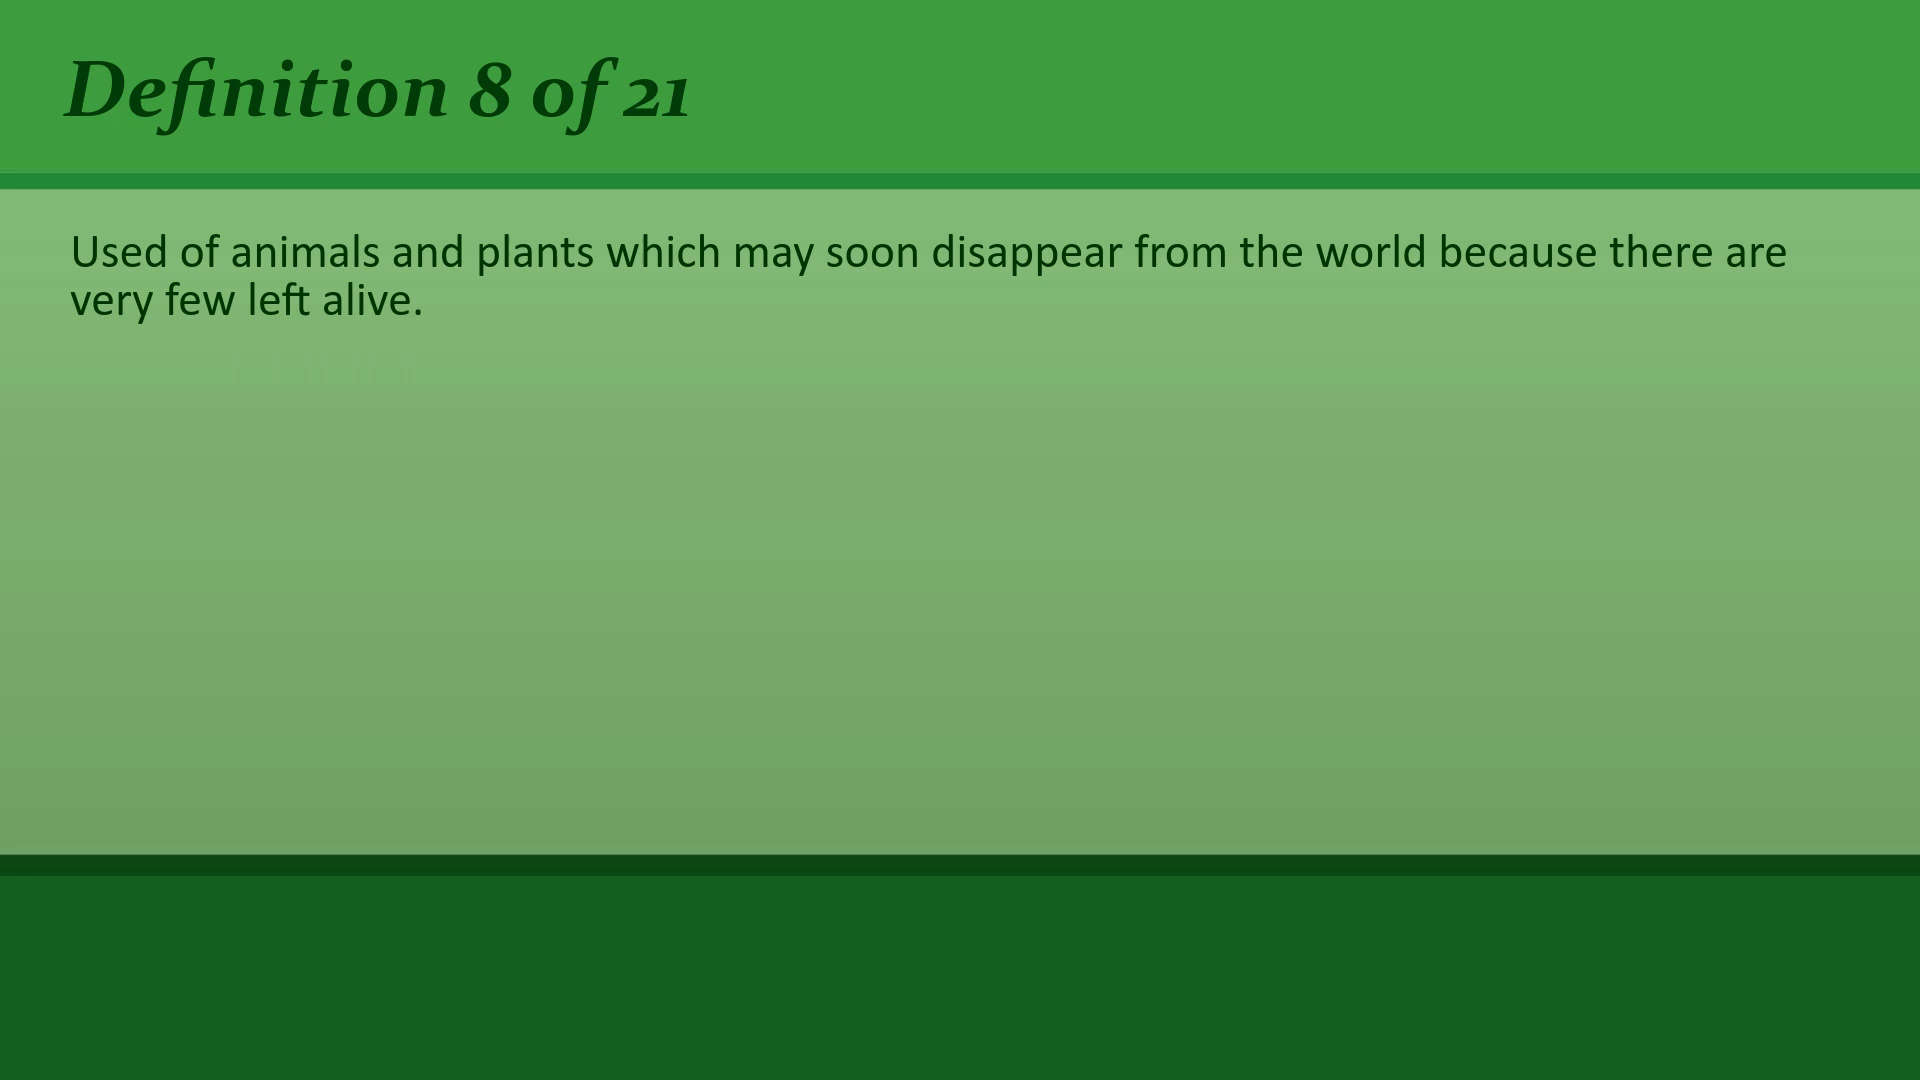 Definition 8 of 21
Used of animals and plants which may soon disappear from the world because there are
very few left alive.